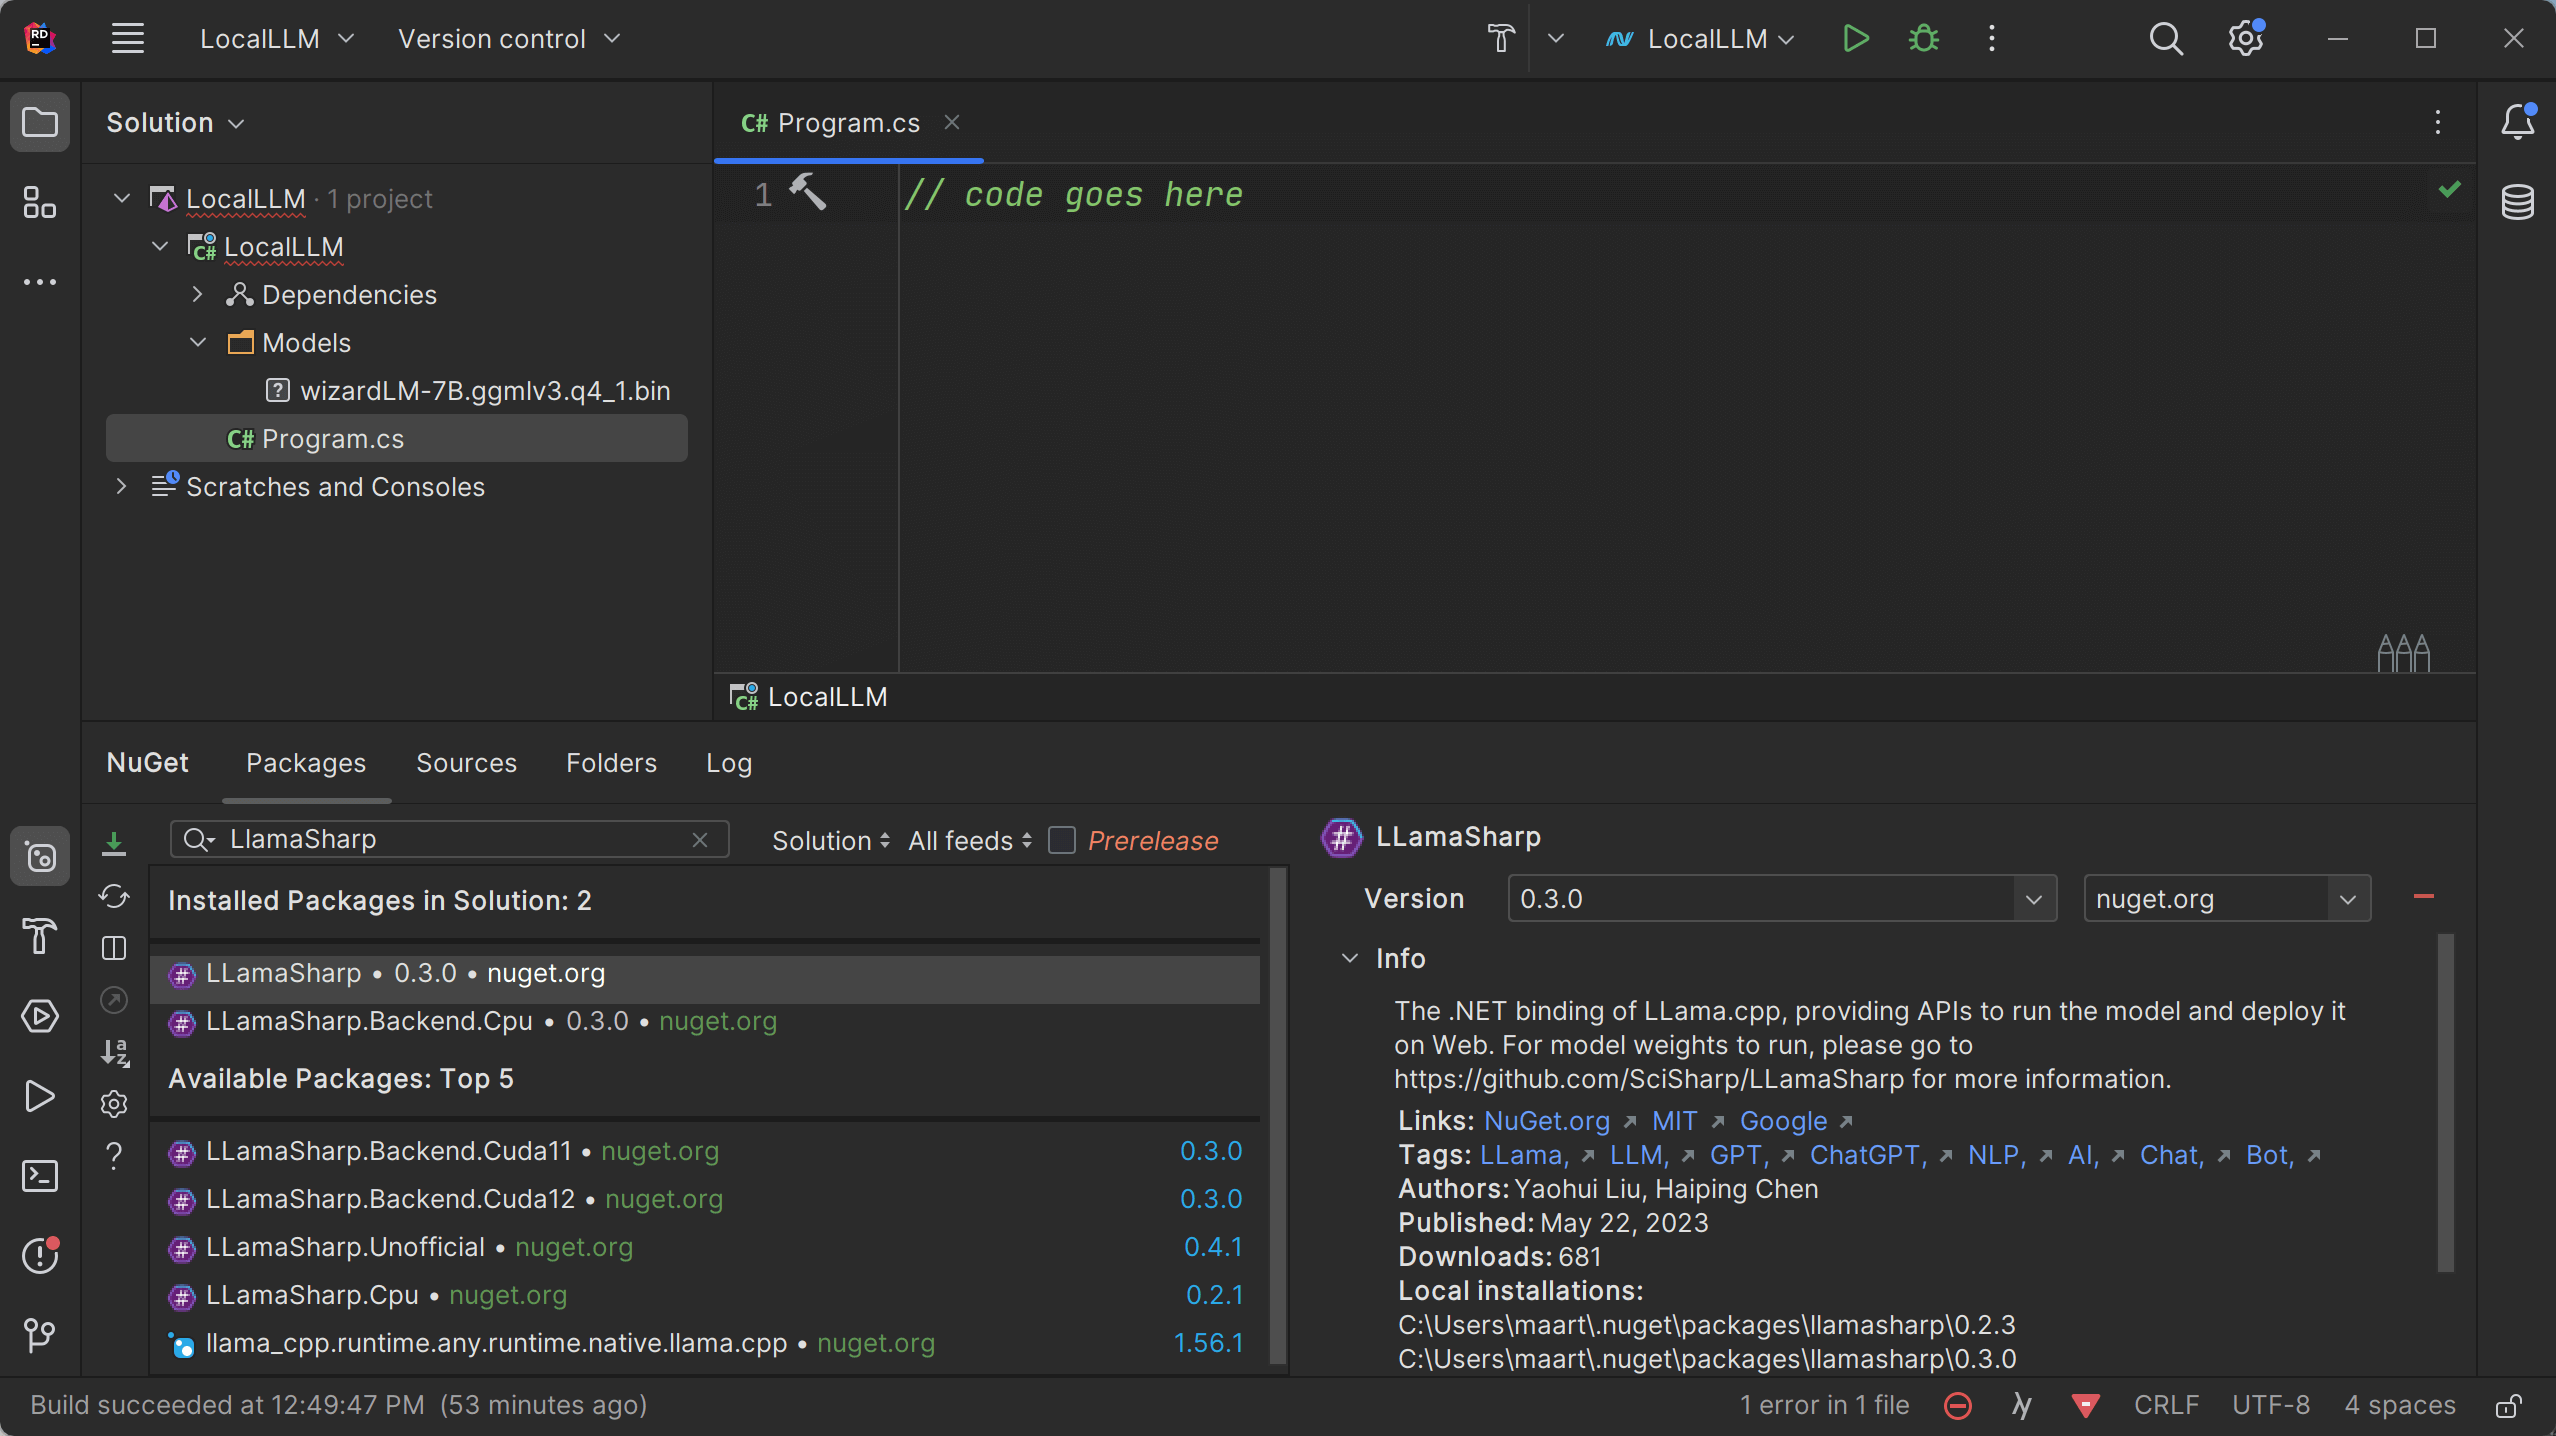 RD
LocalLLM
Version control
LocalLLM
Solution
C# Program.cs
LocalLLM · 1 project
C# LocalLLM
Dependencies
Models
? wizardLM-7B.ggmlv3.q4_1.bin
C# Program.cs
Scratches and Consoles
1 // code goes here
C# LocalLLM
NuGet Packages Sources Folders Log
LlamaSharp
Solution All feeds Prerelease
Installed Packages in Solution: 2
LLamaSharp • 0.3.0 • nuget.org
LLamaSharp.Backend.Cpu • 0.3.0 • nuget.org
Available Packages: Top 5
LLamaSharp.Backend.Cuda11 • nuget.org 0.3.0
LLamaSharp.Backend.Cuda12 • nuget.org 0.3.0
LLamaSharp.Unofficial • nuget.org 0.4.1
LLamaSharp.Cpu • nuget.org 0.2.1
llama_cpp.runtime.any.runtime.native.llama.cpp • nuget.org 1.56.1
# LLamaSharp
Version 0.3.0 nuget.org
Info
The .NET binding of LLama.cpp, providing APIs to run the model and deploy it
on Web. For model weights to run, please go to
https://github.com/SciSharp/LLamaSharp for more information.
Links: NuGet.org MIT Google
Tags: LLama, LLM, GPT, ChatGPT, NLP, AI, Chat, Bot,
Authors: Yaohui Liu, Haiping Chen
Published: May 22, 2023
Downloads: 681
Local installations:
C:\Users\maart\.nuget\packages\llamasharp\0.2.3
C:\Users\maart\.nuget\packages\llamasharp\0.3.0
Build succeeded at 12:49:47 PM (53 minutes ago)
1 error in 1 file
CRLF UTF-8 4 spaces